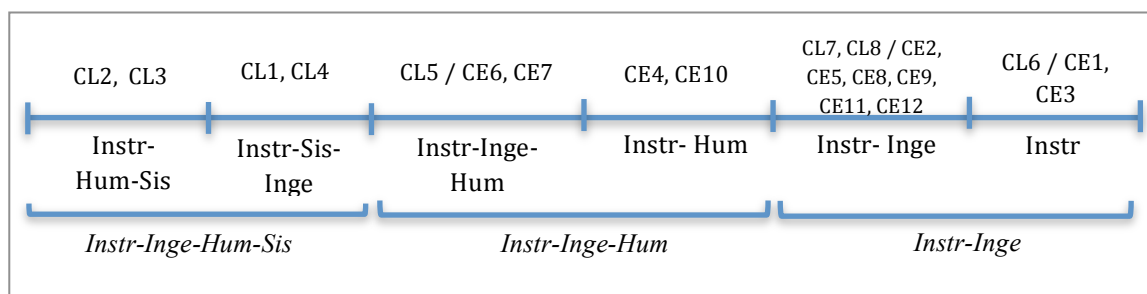 CL2, CL3
CL1, CL4
CL5 / CE6, CE7
CE4, CE10
CL7, CL8 / CE2,
CE5, CE8, CE9,
CE11, CE12
CL6 / CE1,
CE3
Instr-
Hum-Sis
Instr-Sis-
Inge
Instr-Inge-
Hum
Instr- Hum
Instr- Inge
Instr
Instr-Inge-Hum-Sis
Instr-Inge-Hum
Instr-Inge